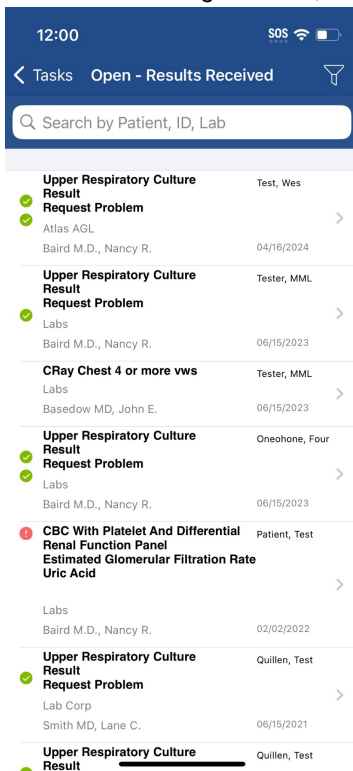 12:00 SOS
Tasks Open - Results Received
Search by Patient, ID, Lab
Upper Respiratory Culture Test, Wes
Result
Request Problem
Atlas AGL
Baird M.D., Nancy R. 04/16/2024
Upper Respiratory Culture Tester, MML
Result
Request Problem
Labs
Baird M.D., Nancy R. 06/15/2023
CRay Chest 4 or more vws Tester, MML
Labs
Basedow MD, John E. 06/15/2023
Upper Respiratory Culture Oneohone, Four
Result
Request Problem
Labs
Baird M.D., Nancy R. 06/15/2023
CBC With Platelet And Differential Patient, Test
Renal Function Panel
Estimated Glomerular Filtration Rate
Uric Acid
Labs
Baird M.D., Nancy R. 02/02/2022
Upper Respiratory Culture Quillen, Test
Result
Request Problem
Lab Corp
Smith MD, Lane C. 06/15/2021
Upper Respiratory Culture Quillen, Test
Result